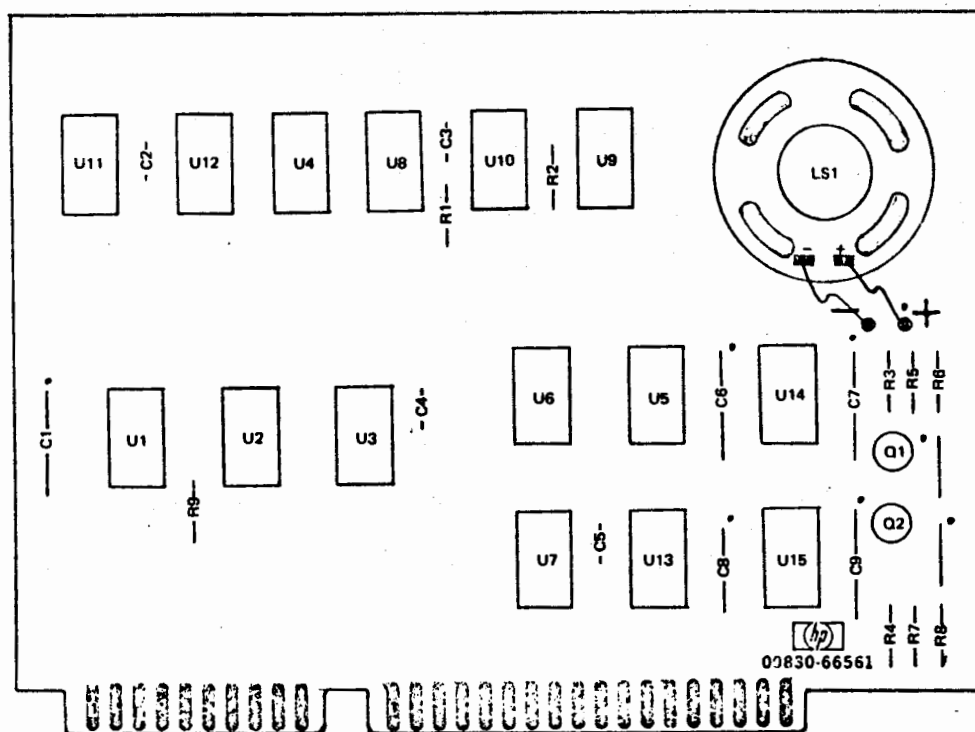 U11
C2
U12
U4
U8
C3
R1
U10
R2
U9
LS1
- +
- +
C1
U1
R9
U2
U3
C4
U6
U5
C6
U14
C7
R3
R5
R6
Q1
Q2
U7
C5
U13
C8
U15
C9
R4
R7
R8
hp
09830-66561